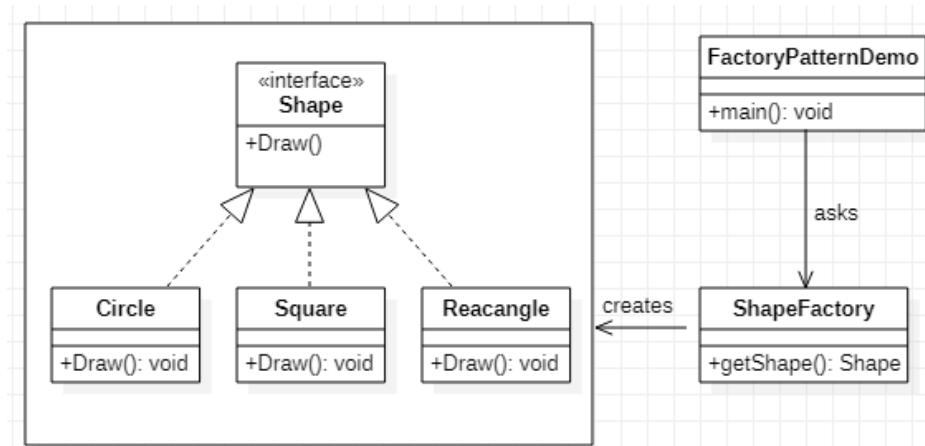 «interface»
Shape
+Draw()
Circle
+Draw(): void
Square
+Draw(): void
Reacangle
+Draw(): void
FactoryPatternDemo
+main(): void
asks
creates
ShapeFactory
+getShape(): Shape